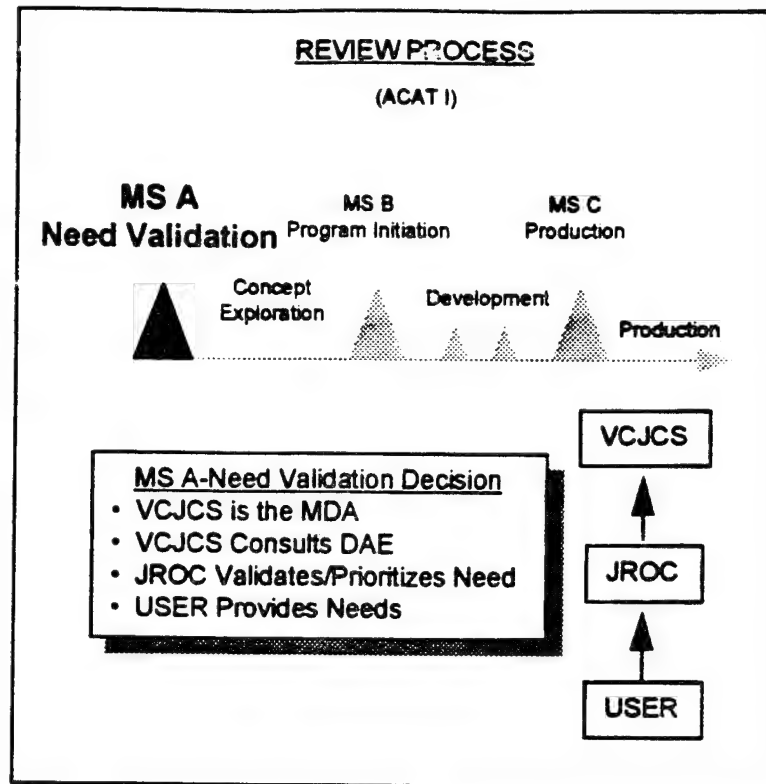 REVIEW PROCESS
(ACAT I)
MS A
Need Validation
MS B
Program Initiation
MS C
Production
Concept
Exploration
Development
Production
MS A-Need Validation Decision
• VCJCS is the MDA
• VCJCS Consults DAE
• JROC Validates/Prioritizes Need
• USER Provides Needs
VCJCS
JROC
USER